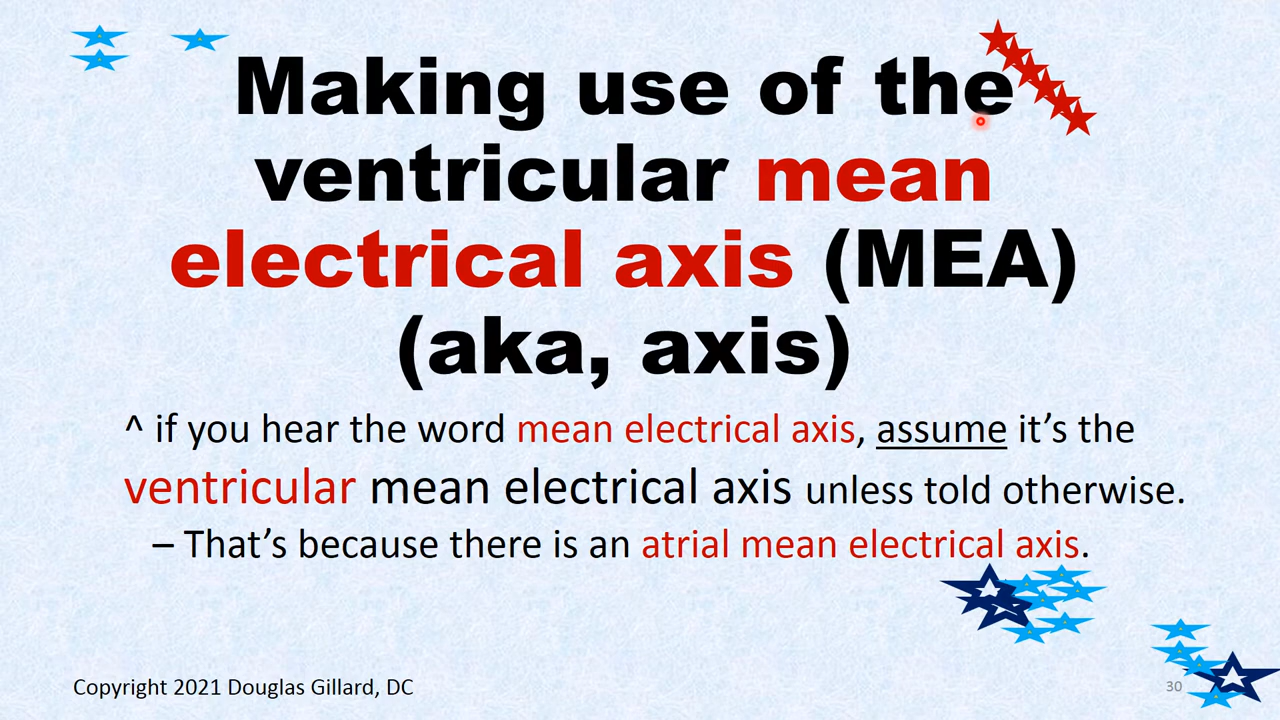 Making use of the
ventricular mean
electrical axis (MEA)
(aka, axis)
^ if you hear the word mean electrical axis, assume it’s the
ventricular mean electrical axis unless told otherwise.
– That’s because there is an atrial mean electrical axis.
Copyright 2021 Douglas Gillard, DC
30